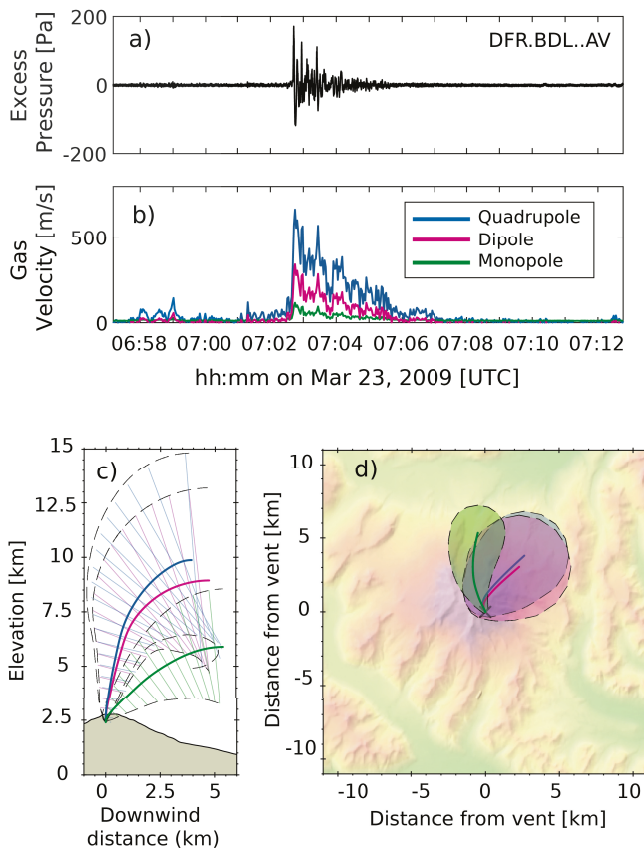 200
a)
DFR.BDL..AV
Excess
Pressure [Pa]
0
-200
b)
Quadrupole
Dipole
Monopole
Gas
Velocity [m/s]
500
0
06:58 07:00 07:02 07:04 07:06 07:08 07:10 07:12
hh:mm on Mar 23, 2009 [UTC]
15
c)
12.5
10
7.5
5
2.5
0
Elevation [km]
0 2.5 5
Downwind
distance (km)
10
d)
5
0
-10
Distance from vent [km]
-10 -5 0 5 10
Distance from vent [km]